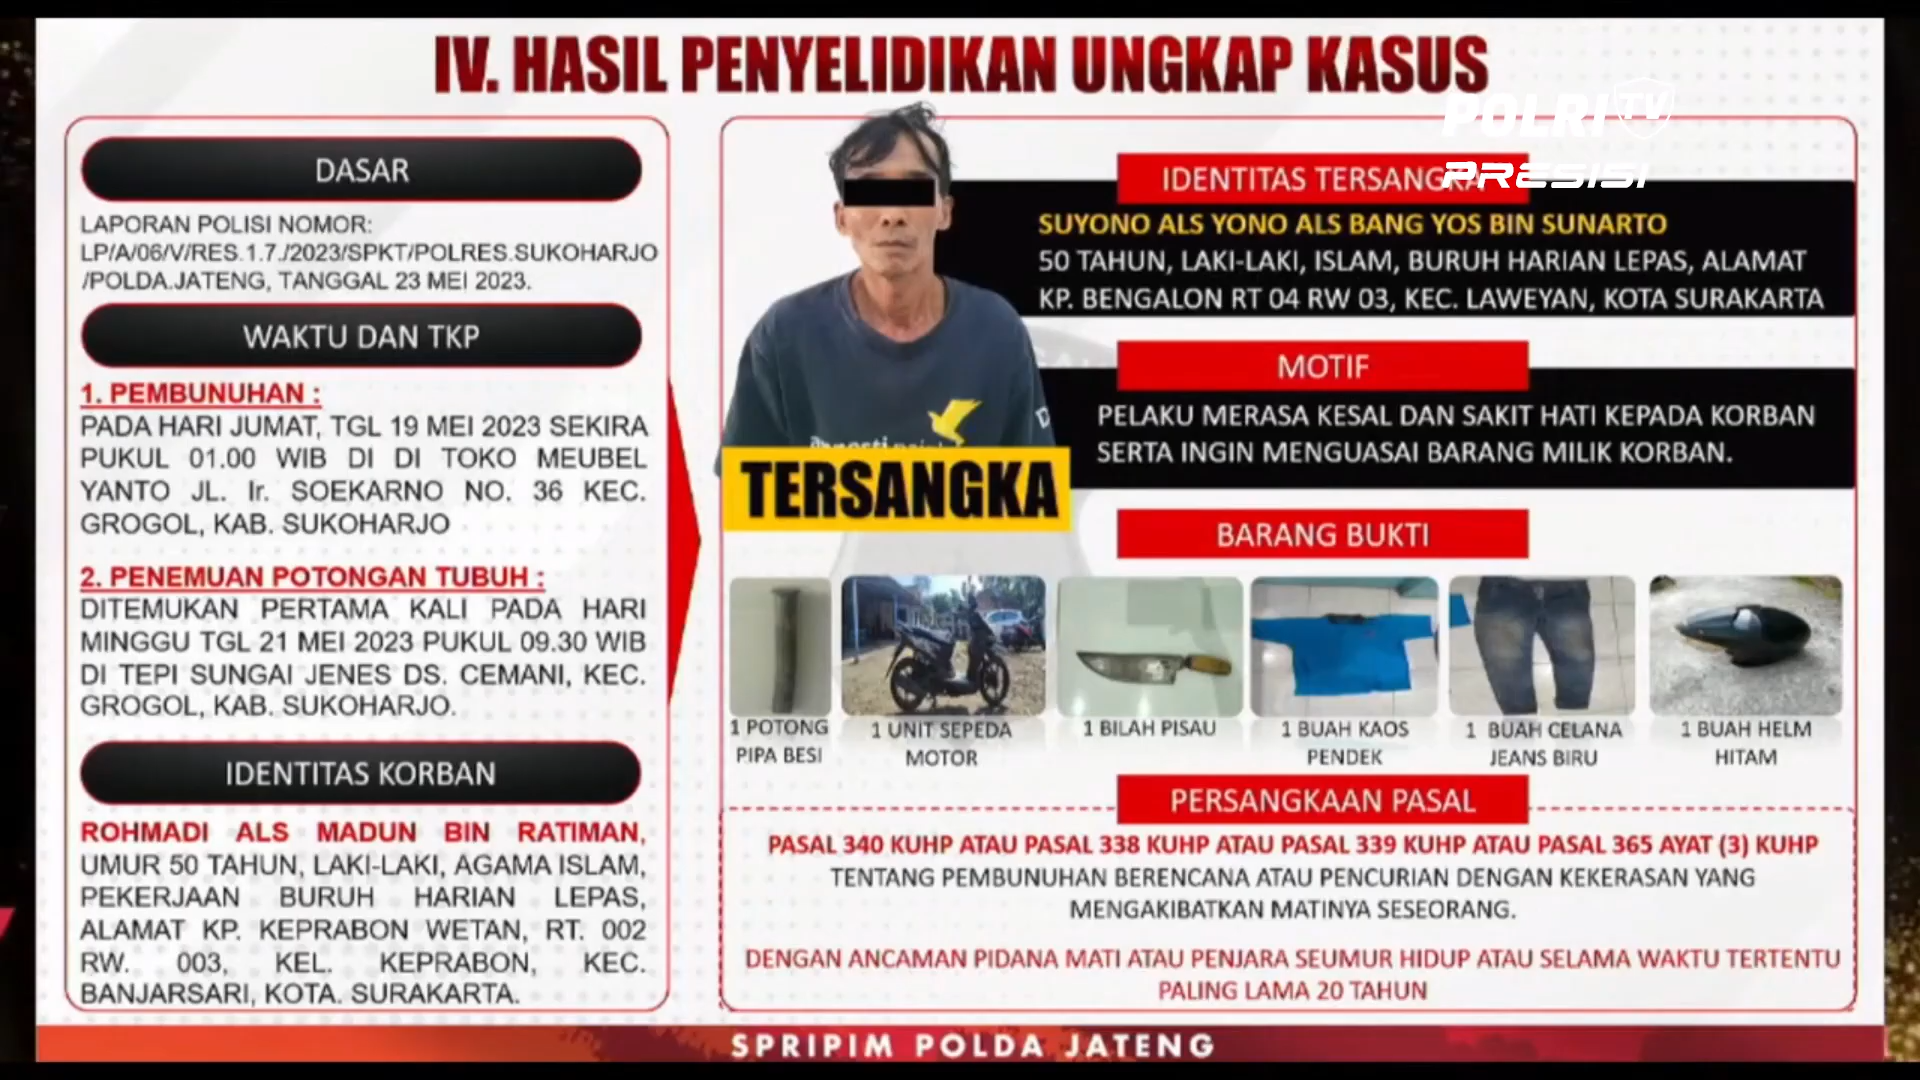 IV. HASIL PENYELIDIKAN UNGKAP KASUS
POLRI TV
PRESISI
DASAR
LAPORAN POLISI NOMOR:
LP/A/06/V/RES.1.7./2023/SPKT/POLRES.SUKOHARJO
/POLDA.JATENG, TANGGAL 23 MEI 2023.
WAKTU DAN TKP
1. PEMBUNUHAN :
PADA HARI JUMAT, TGL 19 MEI 2023 SEKIRA
PUKUL 01.00 WIB DI DI TOKO MEUBEL
YANTO JL. Ir. SOEKARNO NO. 36 KEC.
GROGOL, KAB. SUKOHARJO
2. PENEMUAN POTONGAN TUBUH :
DITEMUKAN PERTAMA KALI PADA HARI
MINGGU TGL 21 MEI 2023 PUKUL 09.30 WIB
DI TEPI SUNGAI JENES DS. CEMANI, KEC.
GROGOL, KAB. SUKOHARJO.
IDENTITAS KORBAN
ROHMADI ALS MADUN BIN RATIMAN,
UMUR 50 TAHUN, LAKI-LAKI, AGAMA ISLAM,
PEKERJAAN BURUH HARIAN LEPAS,
ALAMAT KP. KEPRABON WETAN, RT. 002
RW. 003, KEL. KEPRABON, KEC.
BANJARSARI, KOTA. SURAKARTA.
TERSANGKA
IDENTITAS TERSANGKA
SUYONO ALS YONO ALS BANG YOS BIN SUNARTO
50 TAHUN, LAKI-LAKI, ISLAM, BURUH HARIAN LEPAS, ALAMAT
KP. BENGALON RT 04 RW 03, KEC. LAWEYAN, KOTA SURAKARTA
MOTIF
PELAKU MERASA KESAL DAN SAKIT HATI KEPADA KORBAN
SERTA INGIN MENGUASAI BARANG MILIK KORBAN.
BARANG BUKTI
1 POTONG
PIPA BESI
1 UNIT SEPEDA
MOTOR
1 BILAH PISAU
1 BUAH KAOS
PENDEK
1 BUAH CELANA
JEANS BIRU
1 BUAH HELM
HITAM
PERSANGKAAN PASAL
PASAL 340 KUHP ATAU PASAL 338 KUHP ATAU PASAL 339 KUHP ATAU PASAL 365 AYAT (3) KUHP
TENTANG PEMBUNUHAN BERENCANA ATAU PENCURIAN DENGAN KEKERASAN YANG
MENGAKIBATKAN MATINYA SESEORANG.
DENGAN ANCAMAN PIDANA MATI ATAU PENJARA SEUMUR HIDUP ATAU SELAMA WAKTU TERTENTU
PALING LAMA 20 TAHUN
SPRIPIM POLDA JATENG